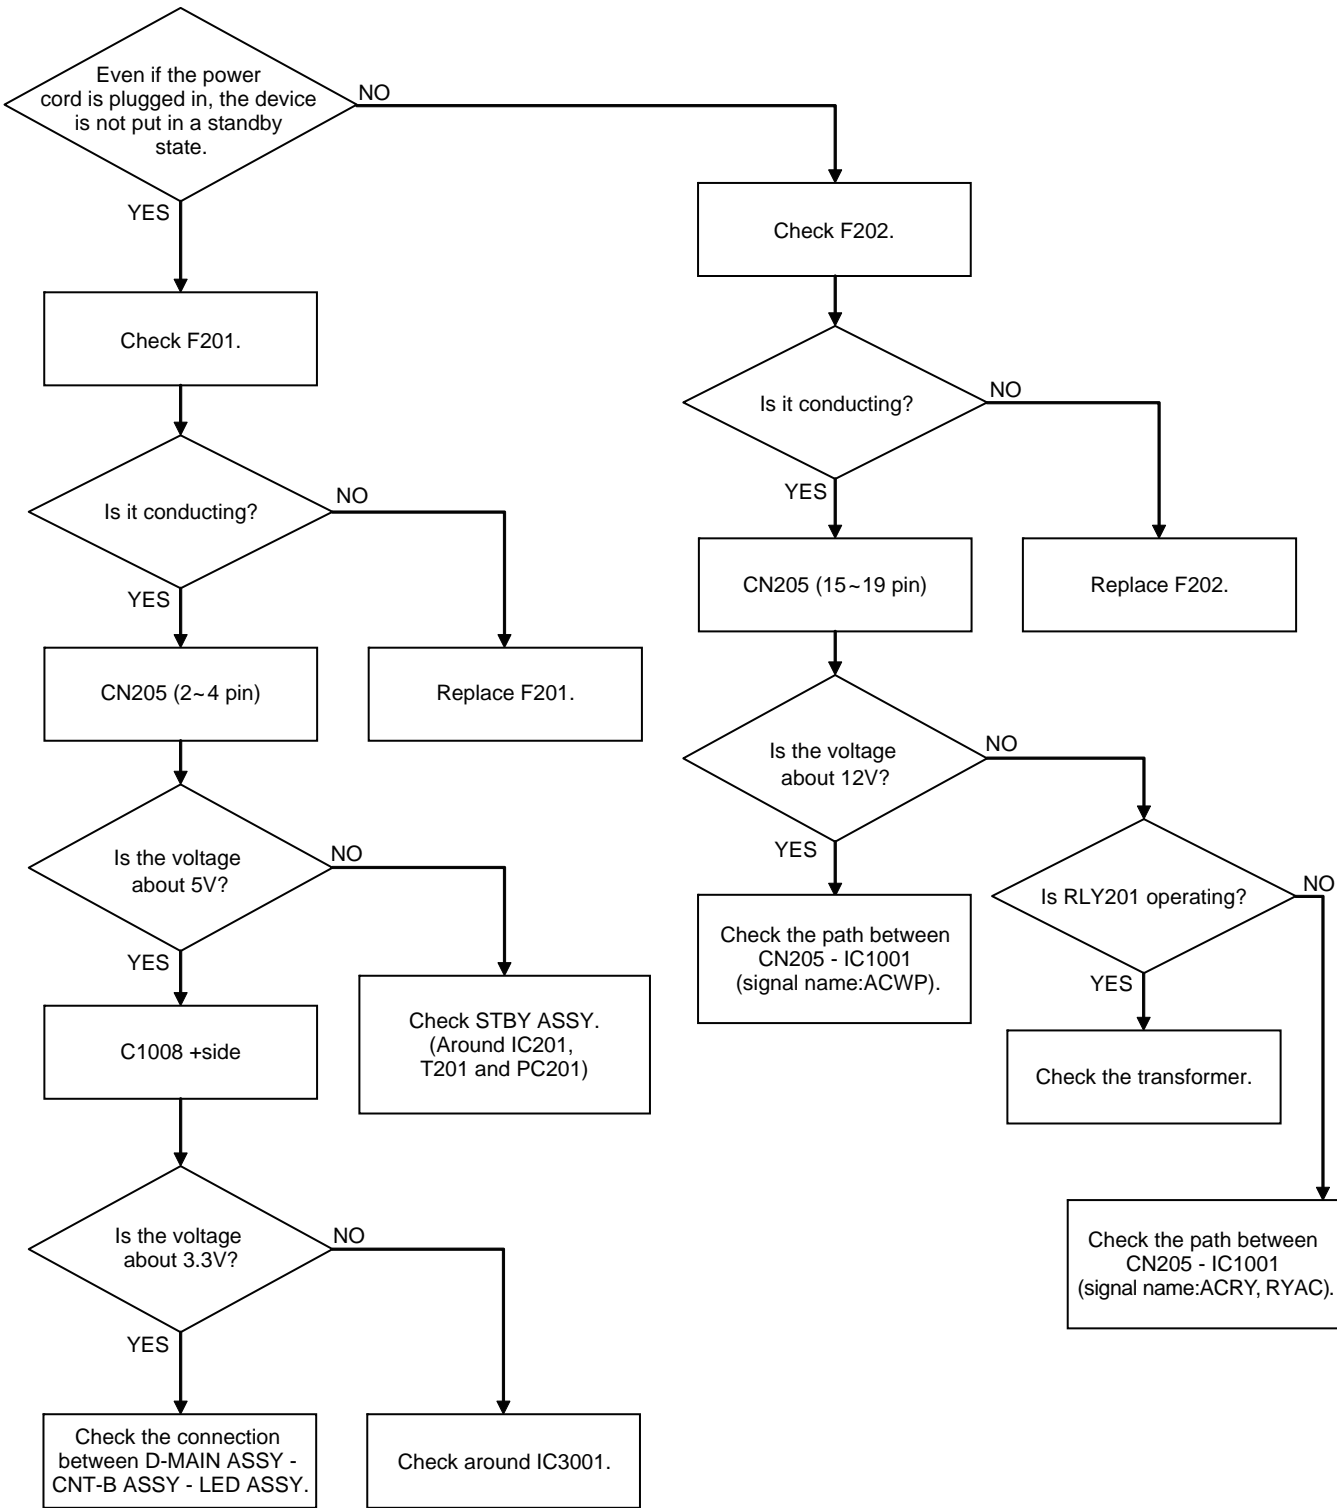 Even if the power
cord is plugged in, the device
is not put in a standby
state.
NO
YES
Check F201.
Is it conducting?
NO
YES
CN205 (2~4 pin)
Replace F201.
Is the voltage
about 5V?
NO
YES
C1008 +side
Check STBY ASSY.
(Around IC201,
T201 and PC201)
Is the voltage
about 3.3V?
NO
YES
Check the connection
between D-MAIN ASSY -
CNT-B ASSY - LED ASSY.
Check around IC3001.
Check F202.
Is it conducting?
NO
YES
CN205 (15~19 pin)
Replace F202.
Is the voltage
about 12V?
NO
YES
Check the path between
CN205 - IC1001
(signal name:ACWP).
Is RLY201 operating?
NO
YES
Check the transformer.
Check the path between
CN205 - IC1001
(signal name:ACRY, RYAC).